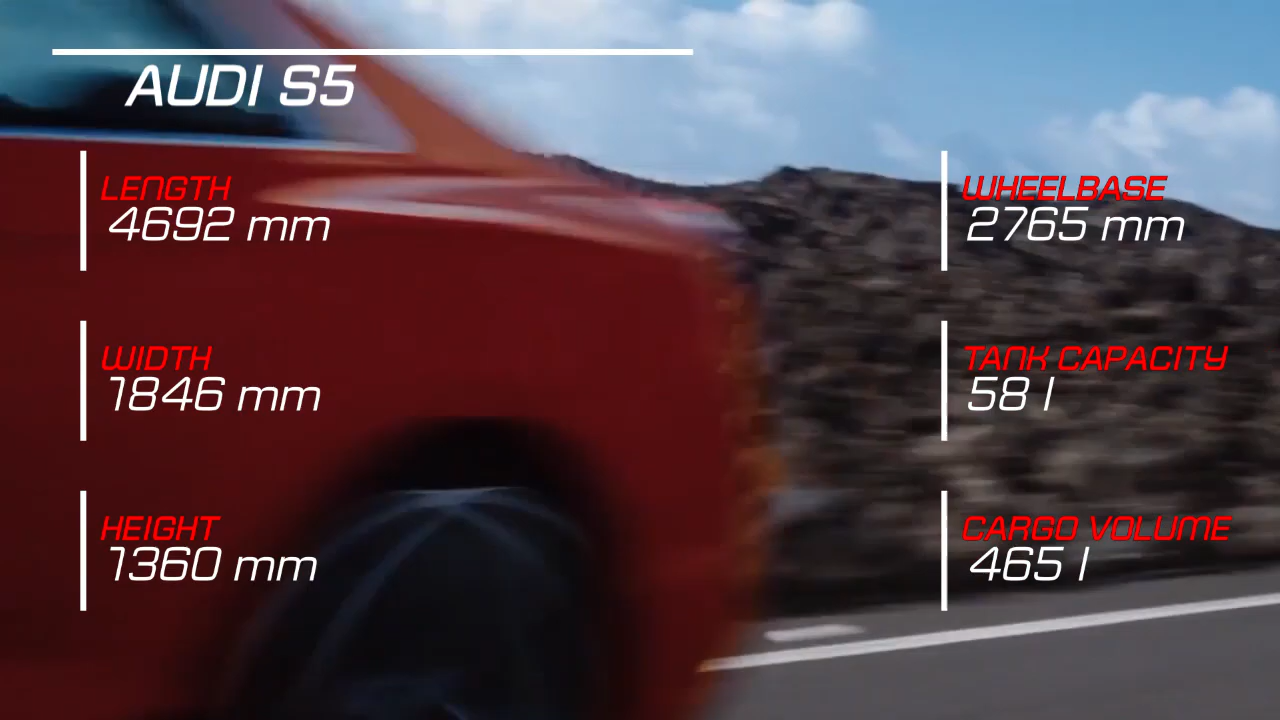 AUDI S5
LENGTH
4692 mm
WIDTH
1846 mm
HEIGHT
1360 mm
WHEELBASE
2765 mm
TANK CAPACITY
58 l
CARGO VOLUME
465 l